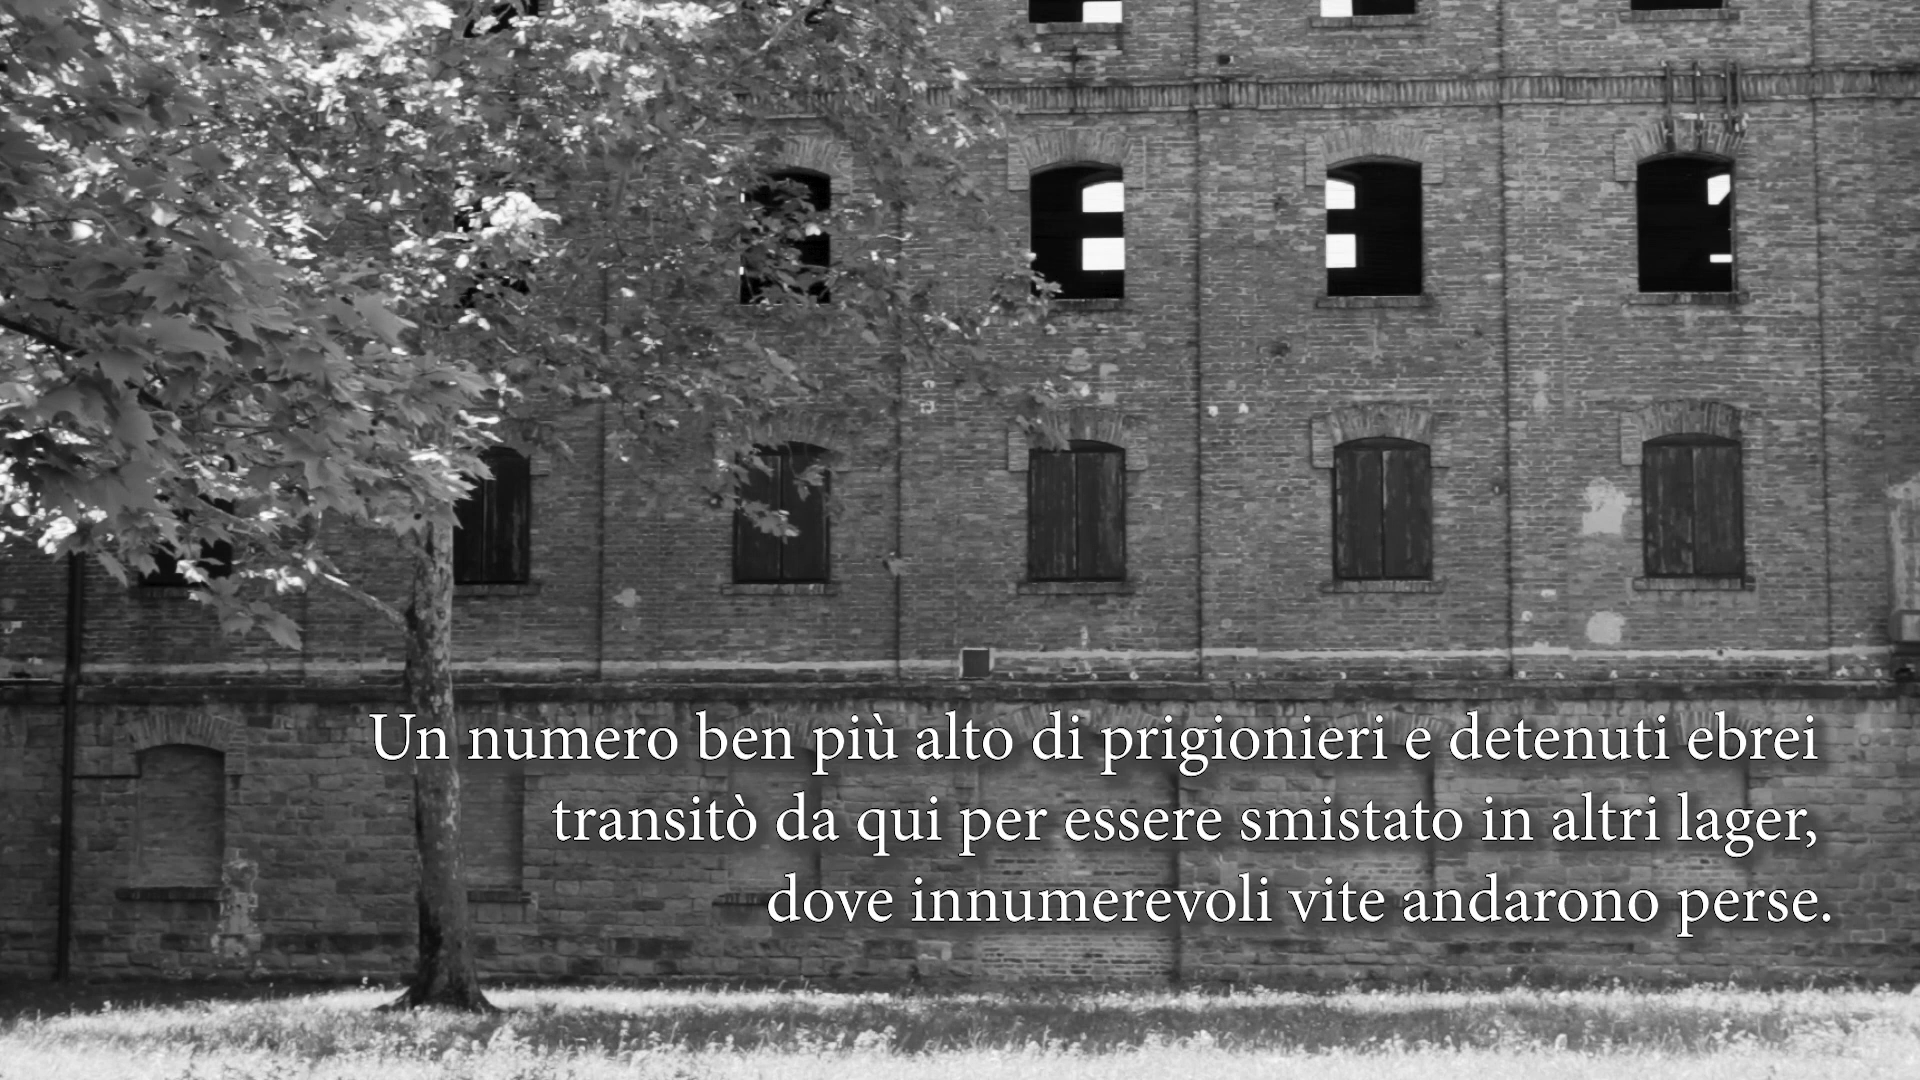 Un numero ben più alto di prigionieri e detenuti ebrei
transitò da qui per essere smistato in altri lager,
dove innumerevoli vite andarono perse.